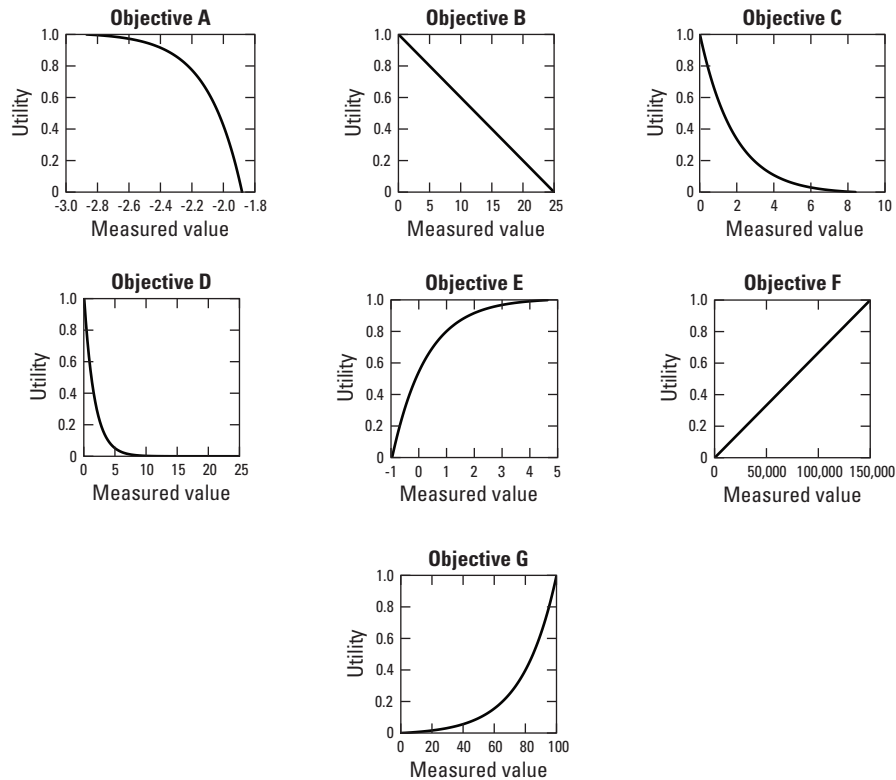 Objective A
Objective B
Objective C
1.0
0.8
0.6
0.4
0.2
0
Utility
-3.0 -2.8 -2.6 -2.4 -2.2 -2.0 -1.8
Measured value
1.0
0.8
0.6
0.4
0.2
0
Utility
0 5 10 15 20 25
Measured value
1.0
0.8
0.6
0.4
0.2
0
Utility
0 2 4 6 8 10
Measured value
Objective D
Objective E
Objective F
1.0
0.8
0.6
0.4
0.2
0
Utility
0 5 10 15 20 25
Measured value
1.0
0.8
0.6
0.4
0.2
0
Utility
-1 0 1 2 3 4 5
Measured value
1.0
0.8
0.6
0.4
0.2
0
Utility
0 50,000 100,000 150,000
Measured value
Objective G
1.0
0.8
0.6
0.4
0.2
0
Utility
0 20 40 60 80 100
Measured value